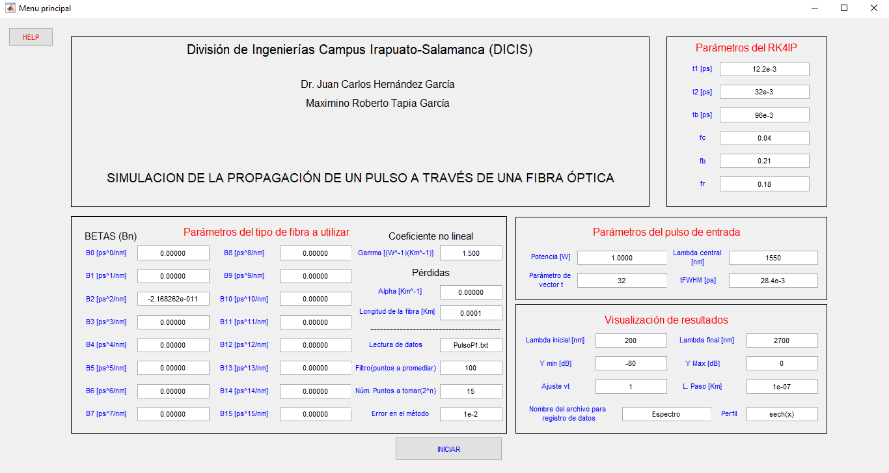 Menu principal
HELP
División de Ingenierías Campus Irapuato-Salamanca (DICIS)
Dr. Juan Carlos Hernández García
Maximino Roberto Tapia García
SIMULACION DE LA PROPAGACIÓN DE UN PULSO A TRAVÉS DE UNA FIBRA ÓPTICA
Parámetros del RK4IP
t1 [ps] 12.2e-3
t2 [ps] 32e-3
tb [ps] 96e-3
fc 0.04
fb 0.21
fr 0.18
Parámetros del tipo de fibra a utilizar
BETAS (Bn)
B0 [ps^0/nm] 0.00000
B1 [ps^1/nm] 0.00000
B2 [ps^2/nm] -2.168262e-011
B3 [ps^3/nm] 0.00000
B4 [ps^4/nm] 0.00000
B5 [ps^5/nm] 0.00000
B6 [ps^6/nm] 0.00000
B7 [ps^7/nm] 0.00000
B8 [ps^8/nm] 0.00000
B9 [ps^9/nm] 0.00000
B10 [ps^10/nm] 0.00000
B11 [ps^11/nm] 0.00000
B12 [ps^12/nm] 0.00000
B13 [ps^13/nm] 0.00000
B14 [ps^14/nm] 0.00000
B15 [ps^15/nm] 0.00000
Coeficiente no lineal
Gamma [(W^-1)(Km^-1)] 1.500
Pérdidas
Alpha [Km^-1] 0.00000
Longitud de la fibra [Km] 0.0001
Lectura de datos PulsoP1.txt
Filtro(puntos a promediar) 100
Núm. Puntos a tomar(2^n) 15
Error en el método 1e-2
Parámetros del pulso de entrada
Potencia [W] 1.0000
Lambda central
[nm] 1550
Parámetro de
vector t 32
tFWHM [ps] 28.4e-3
Visualización de resultados
Lambda inicial [nm] 200 Lambda final [nm] 2700
Y min [dB] -80 Y Max [dB] 0
Ajuste vt 1 L. Paso [Km] 1e-07
Nombre del archivo para
registro de datos Espectro Perfil sech(x)
INICIAR